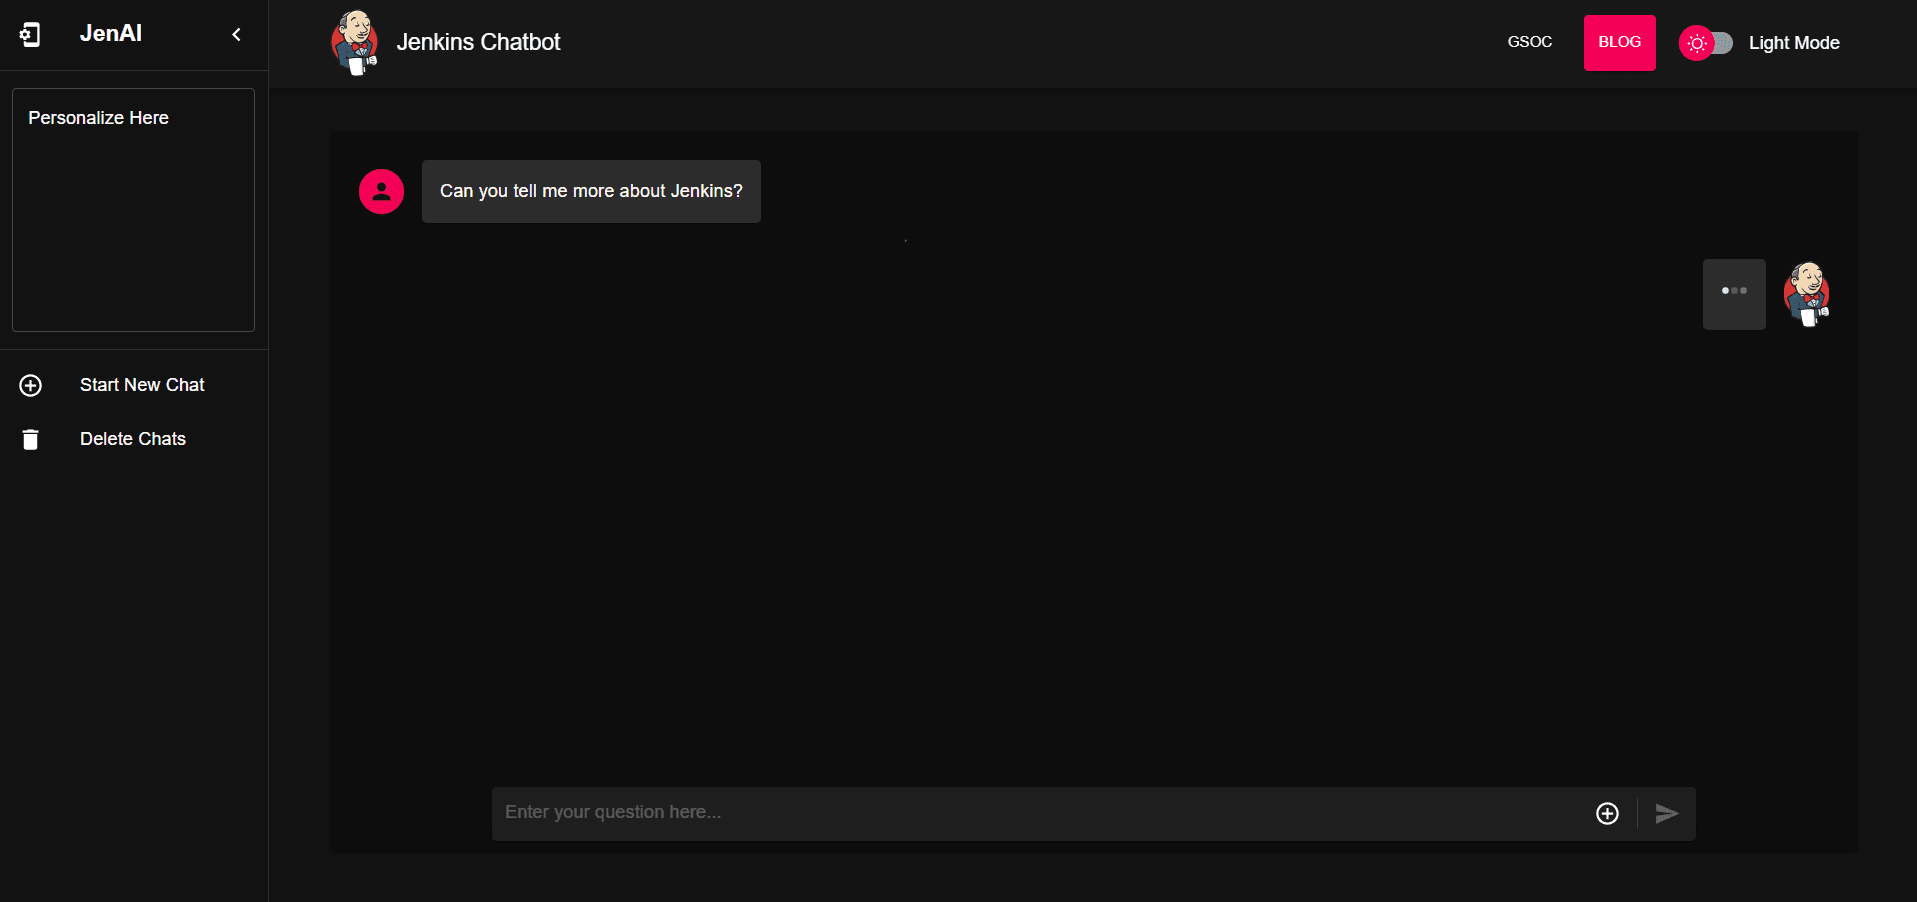 JenAI
Jenkins Chatbot
GSOC
BLOG
Light Mode
Personalize Here
Can you tell me more about Jenkins?
Start New Chat
Delete Chats
Enter your question here...